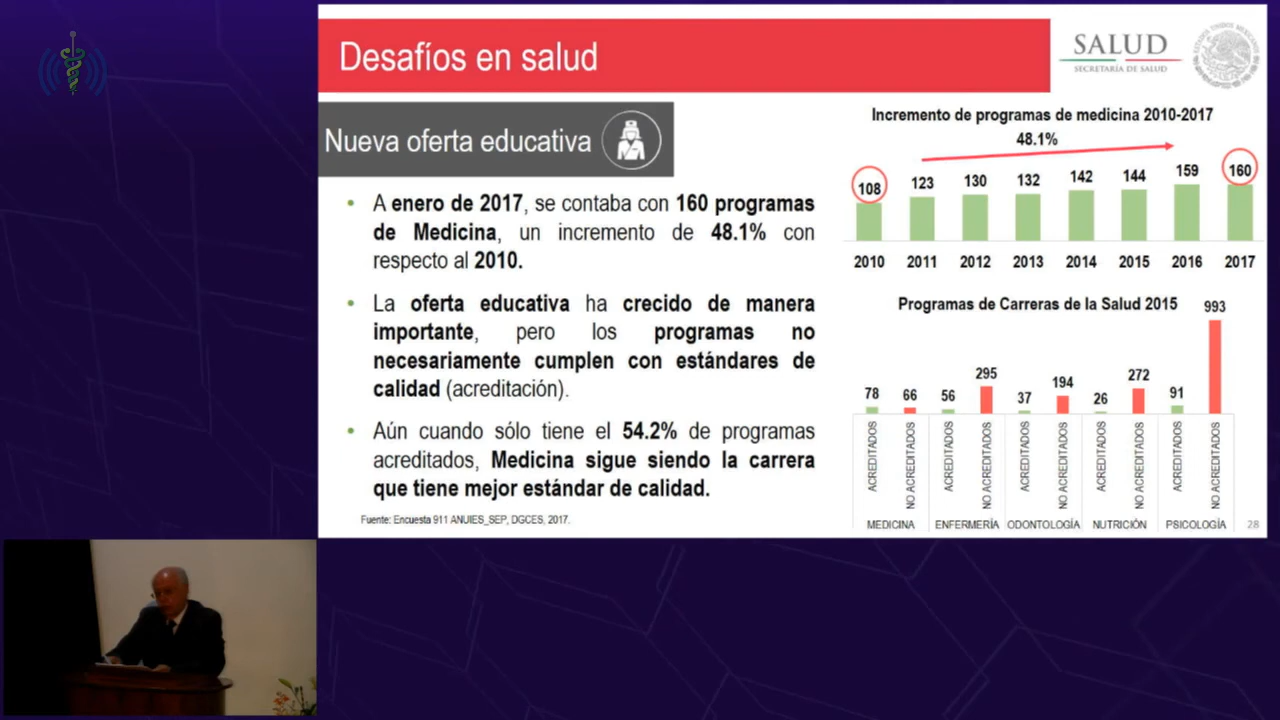 Desafíos en salud
SALUD
SECRETARÍA DE SALUD
Nueva oferta educativa
• A enero de 2017, se contaba con 160 programas
de Medicina, un incremento de 48.1% con
respecto al 2010.
• La oferta educativa ha crecido de manera
importante, pero los programas no
necesariamente cumplen con estándares de
calidad (acreditación).
• Aún cuando sólo tiene el 54.2% de programas
acreditados, Medicina sigue siendo la carrera
que tiene mejor estándar de calidad.
Fuente: Encuesta 911 ANUIES_SEP, DGCES, 2017.
Incremento de programas de medicina 2010-2017
48.1%
108 123 130 132 142 144 159 160
2010 2011 2012 2013 2014 2015 2016 2017
Programas de Carreras de la Salud 2015
78 66 56 295 37 194 26 272 91 993
ACREDITADOS
NO ACREDITADOS
ACREDITADOS
NO ACREDITADOS
ACREDITADOS
NO ACREDITADOS
ACREDITADOS
NO ACREDITADOS
ACREDITADOS
NO ACREDITADOS
MEDICINA ENFERMERÍA ODONTOLOGÍA NUTRICIÓN PSICOLOGÍA
28